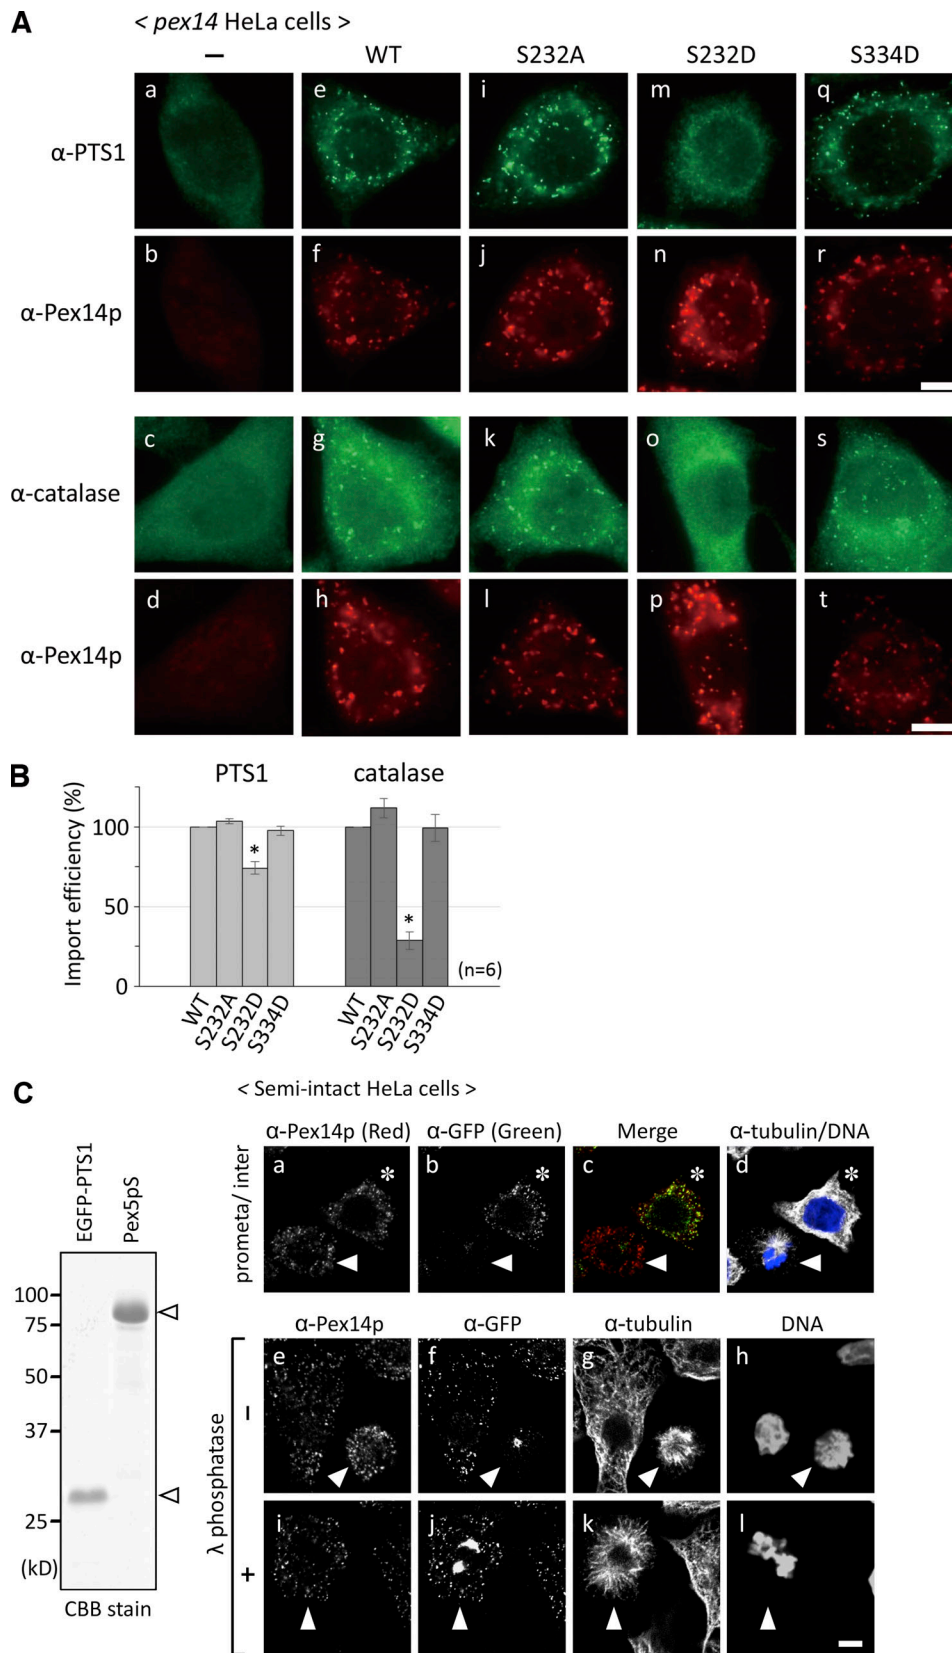 A
< pex14 HeLa cells >
– WT S232A S232D S334D
α-PTS1 a e i m q
α-Pex14p b f j n r
α-catalase c g k o s
α-Pex14p d h l p t
B
PTS1 catalase
Import efficiency (%)
100
50
0
* *
(n=6)
WT S232A S232D S334D WT S232A S232D S334D
C
< Semi-intact HeLa cells >
EGFP-PTS1 Pex5pS
100
75
50
37
25
(kD)
CBB stain
α-Pex14p (Red) α-GFP (Green) Merge α-tubulin/DNA
prometa/ inter
a * b * c * d *
α-Pex14p α-GFP α-tubulin DNA
λ phosphatase
– e f g h
+ i j k l